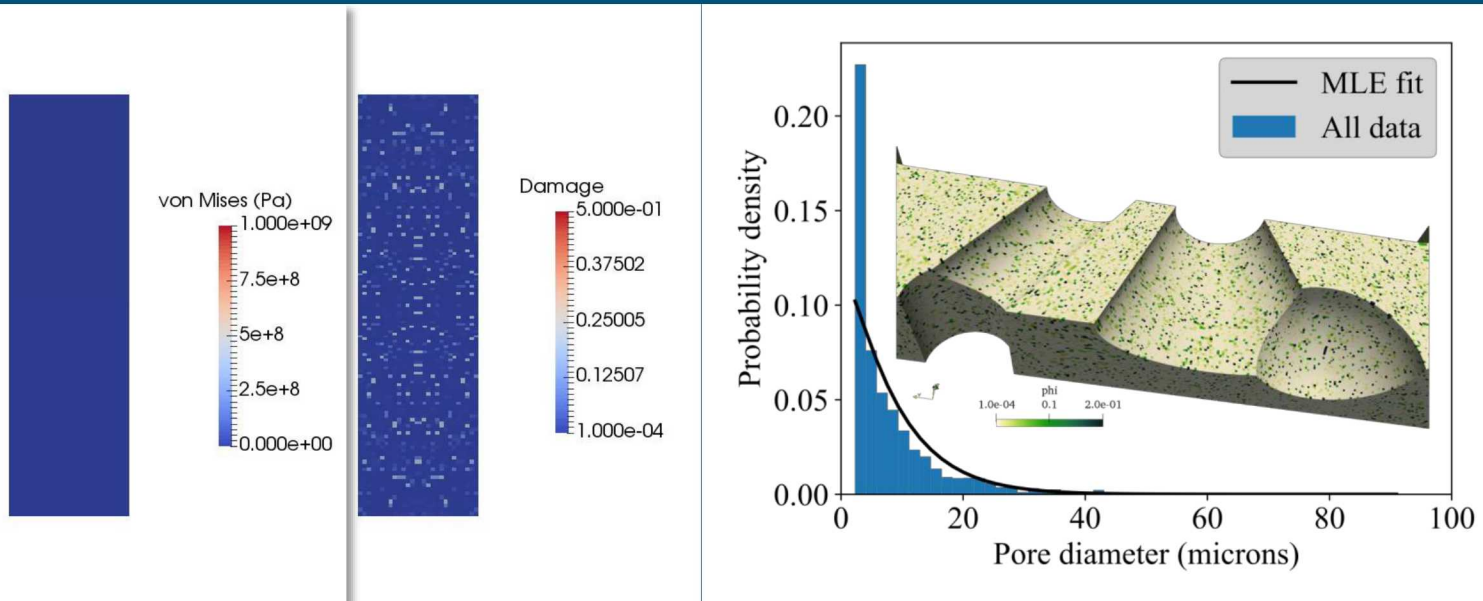 von Mises (Pa)
1.000e+09
7.5e+8
5e+8
2.5e+8
0.000e+00
Damage
5.000e-01
0.37502
0.25005
0.12507
1.000e-04
Probability density
0.20
0.15
0.10
0.05
0.00
MLE fit
All data
phi
1.0e-04 0.1 2.0e-01
0 20 40 60 80 100
Pore diameter (microns)